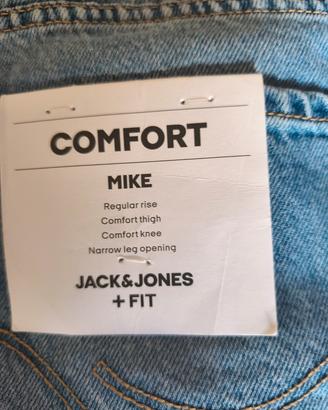 COMFORT
MIKE
Regular rise
Comfort thigh
Comfort knee
Narrow leg opening
JACK&JONES
+ FIT